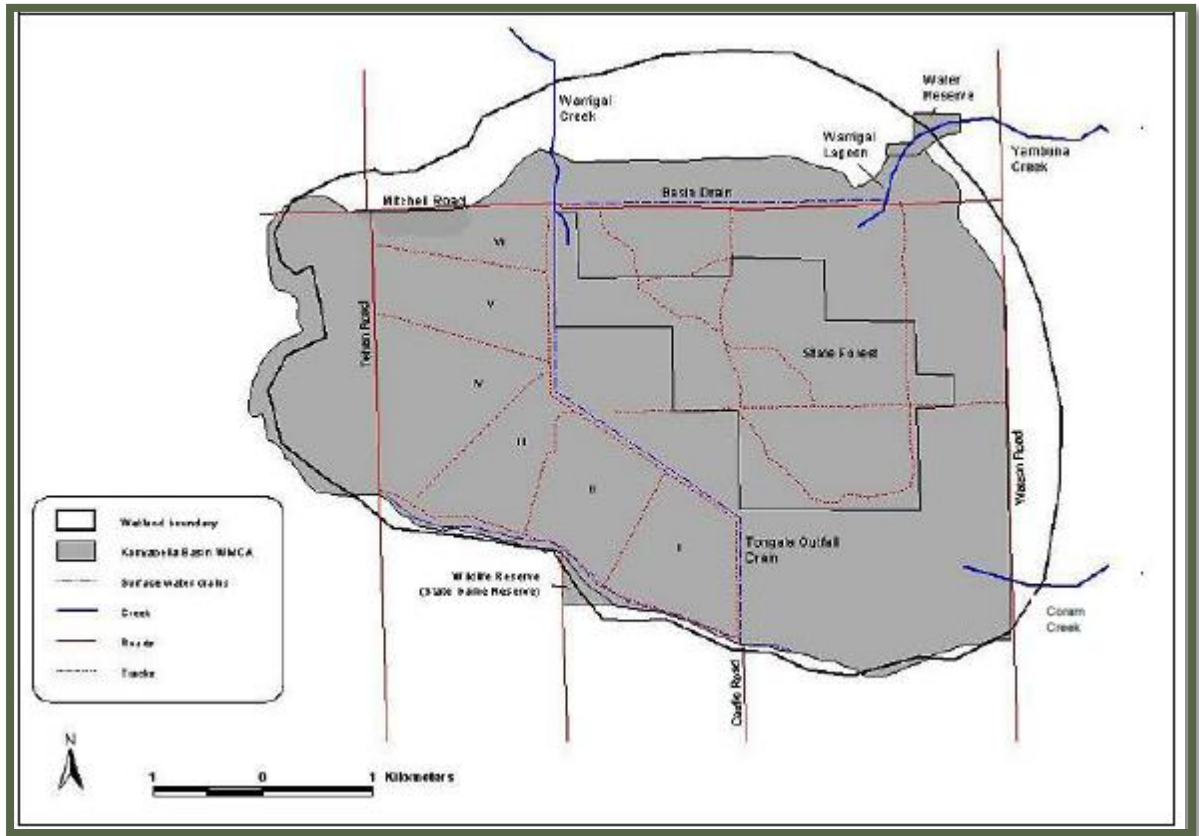 Warrigal
Creek
Water
Reserve
Warrigal
Lagoon
Yambuna
Creek
Basin Drain
Mitchell Road
VII
V
Tehan Road
State Forest
IV
III
II
I
Watson Road
Tongala Outfall
Drain
Wildlife Reserve
(State Game Reserve)
Coram
Creek
Castle Road
Wetland boundary
Kanyapella Basin WMCA
Surface water drains
Creek
Roads
Tracks
N
1 0 1 Kilometers